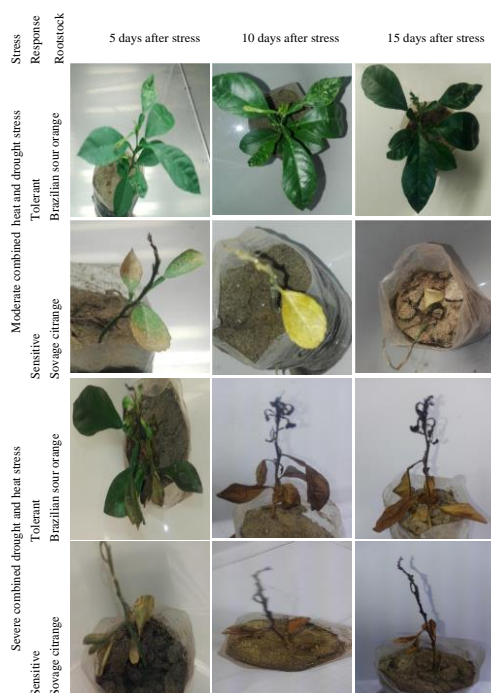 Stress
Response
Rootstock
5 days after stress
10 days after stress
15 days after stress
Moderate combined heat and drought stress
Tolerant
Brazilian sour orange
Sensitive
Sovage citrange
Severe combined drought and heat stress
Tolerant
Brazilian sour orange
Sensitive
Sovage citrange